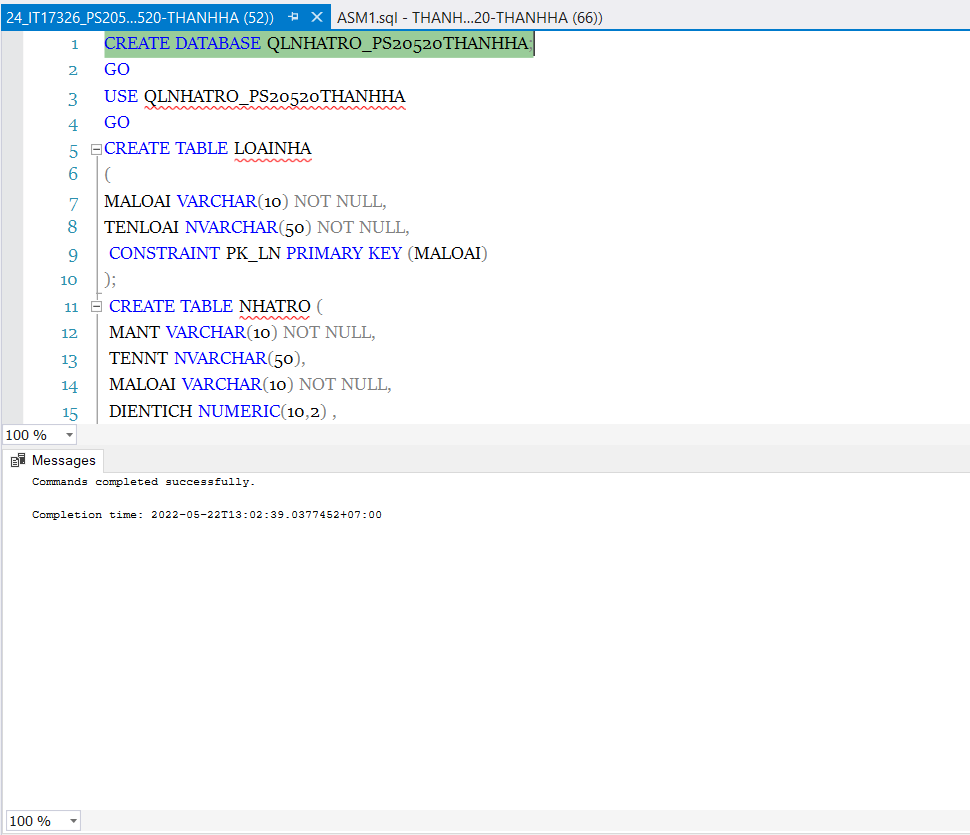 24_IT17326_PS205...520-THANHHA (52))
ASM1.sql - THANH...20-THANHHA (66))
1 CREATE DATABASE QLNHATRO_PS20520THANHHA;
2 GO
3 USE QLNHATRO_PS20520THANHHA
4 GO
5 CREATE TABLE LOAINHA
6 (
7 MALOAI VARCHAR(10) NOT NULL,
8 TENLOAI NVARCHAR(50) NOT NULL,
9 CONSTRAINT PK_LN PRIMARY KEY (MALOAI)
10 );
11 CREATE TABLE NHATRO (
12 MANT VARCHAR(10) NOT NULL,
13 TENNT NVARCHAR(50),
14 MALOAI VARCHAR(10) NOT NULL,
15 DIENTICH NUMERIC(10,2) ,
100 %
Messages
Commands completed successfully.
Completion time: 2022-05-22T13:02:39.0377452+07:00
100 %